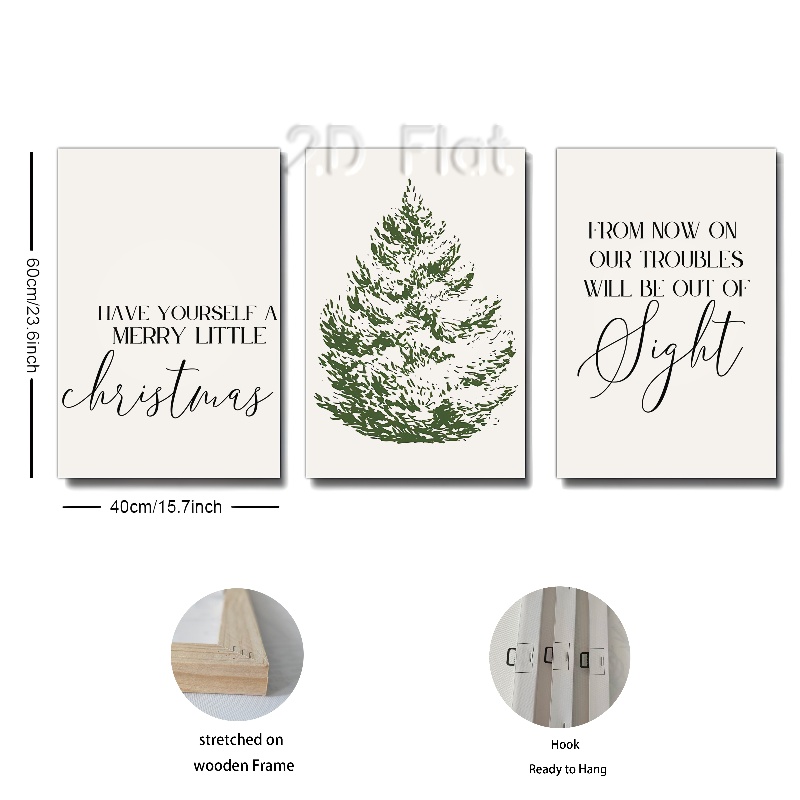 2D Flat
HAVE YOURSELF A
MERRY LITTLE
christmas
FROM NOW ON
OUR TROUBLES
WILL BE OUT OF
Sight
60cm/23.6inch
40cm/15.7inch
stretched on
wooden Frame
Hook
Ready to Hang